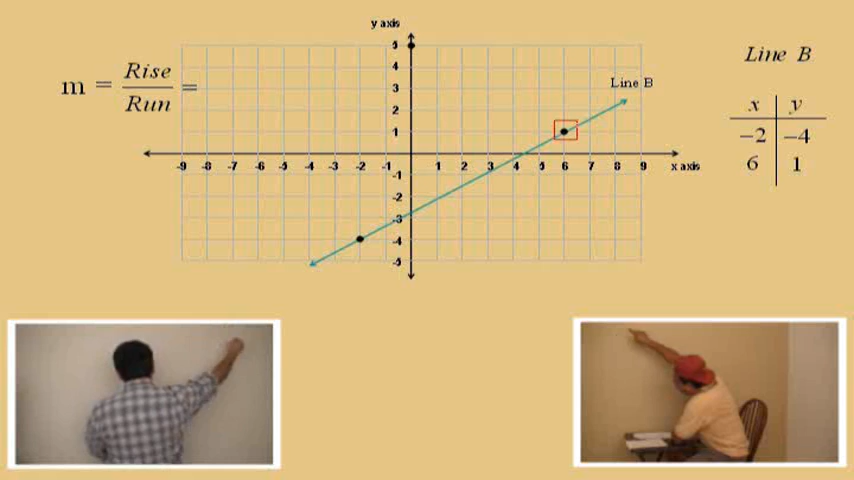 y axis
m = Rise / Run =
5
4
3
2
1
-1
-2
-3
-4
-5
Line B
-9 -8 -7 -6 -5 -4 -3 -2 -1 1 2 3 4 5 6 7 8 9 x axis
Line B
x y
−2 −4
6 1